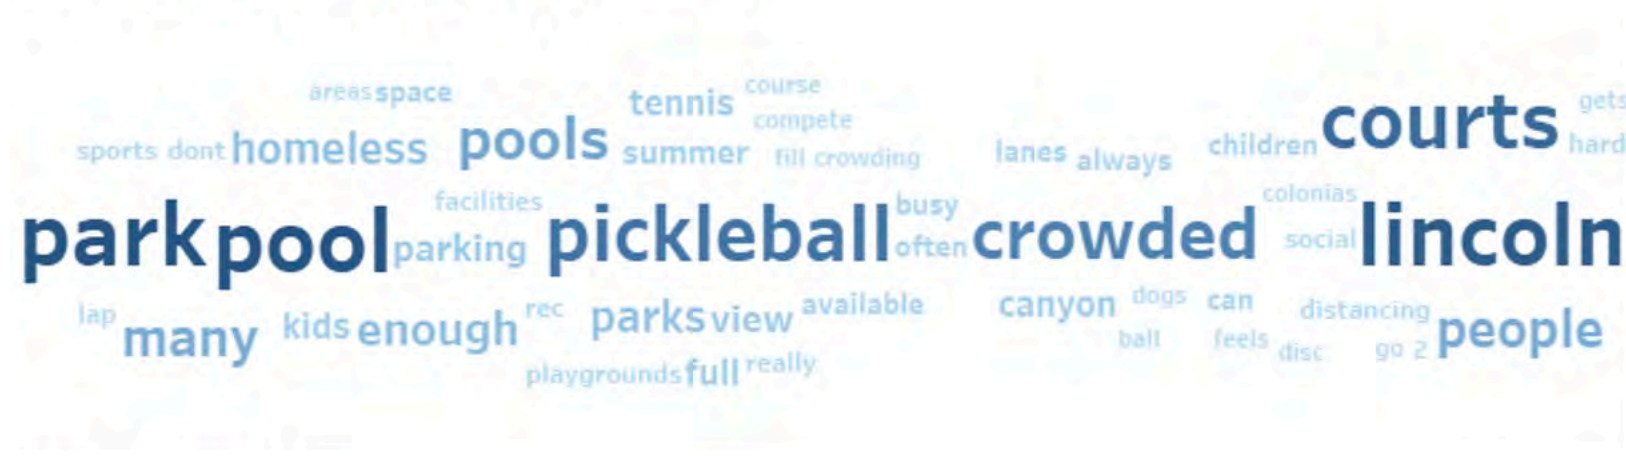 areas space tennis course
compete
courts gets
sports dont homeless pools summer fill crowding lanes always children hard
facilities busy colonias
park pool parking pickleball often crowded social lincoln
lap many kids enough rec parks view available canyon dogs can distancing people
ball feels disc go 2
playgrounds full really